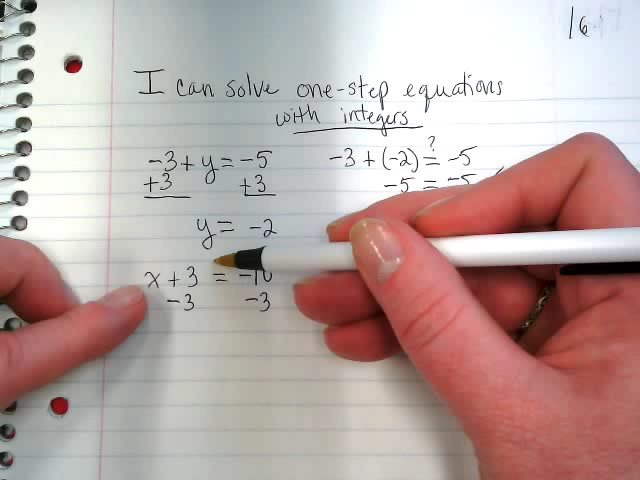 16
I can solve one-step equations
with integers
-3 + y = -5
+3 +3
y = -2
-3 + (-2) ≟ -5
-5 = -5
x + 3 = -10
-3 -3